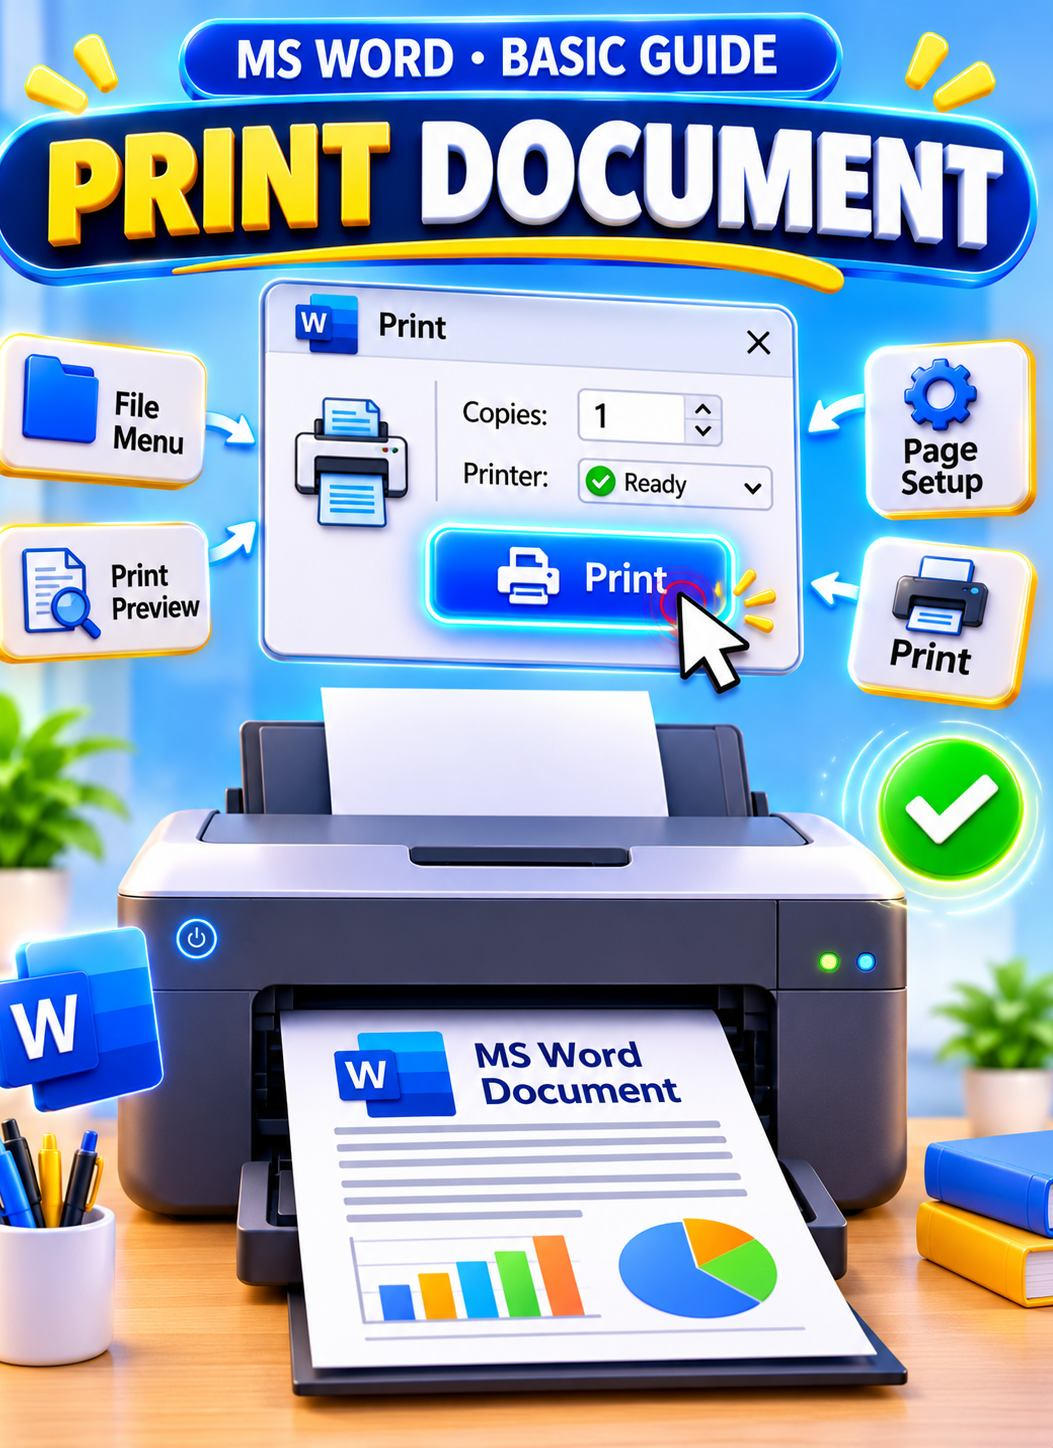 MS WORD • BASIC GUIDE
PRINT DOCUMENT
W Print
File
Menu
Copies: 1
Printer: Ready
Page
Setup
Print
Preview
Print
Print
W
W
MS Word
Document